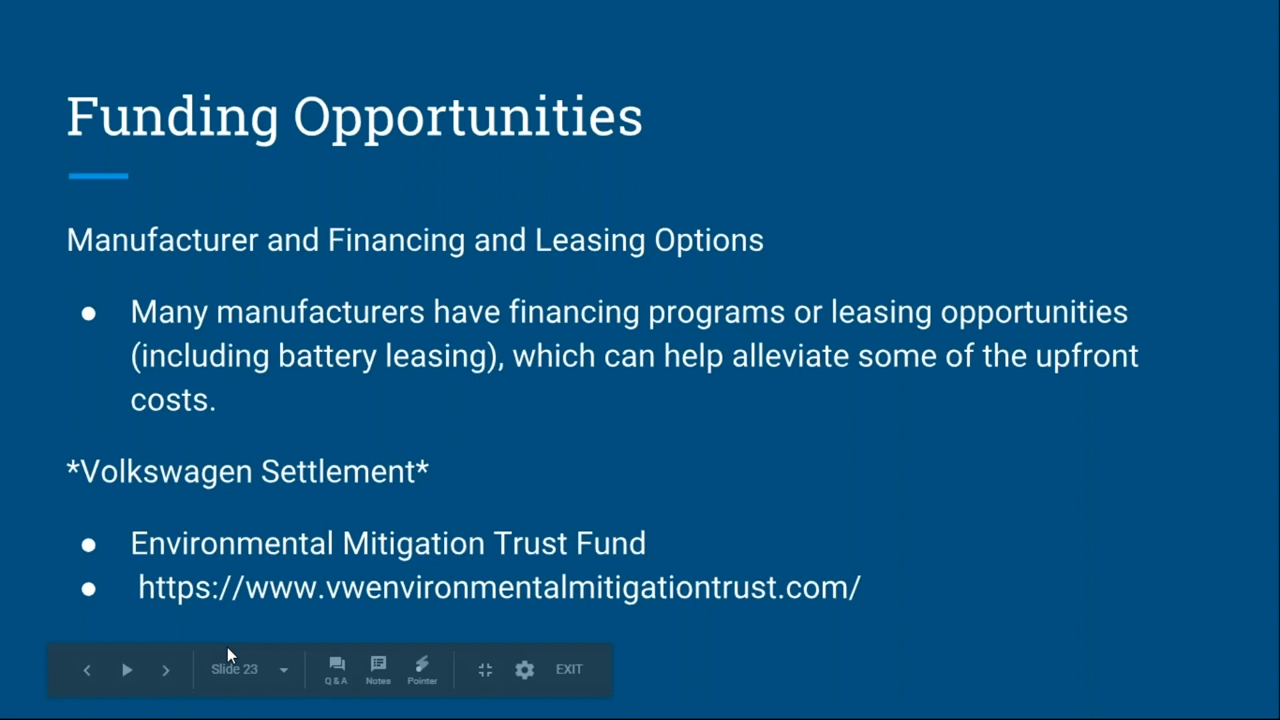 Funding Opportunities
Manufacturer and Financing and Leasing Options
● Many manufacturers have financing programs or leasing opportunities
(including battery leasing), which can help alleviate some of the upfront
costs.
*Volkswagen Settlement*
● Environmental Mitigation Trust Fund
● https://www.vwenvironmentalmitigationtrust.com/
Slide 23 Q & A Notes Pointer EXIT